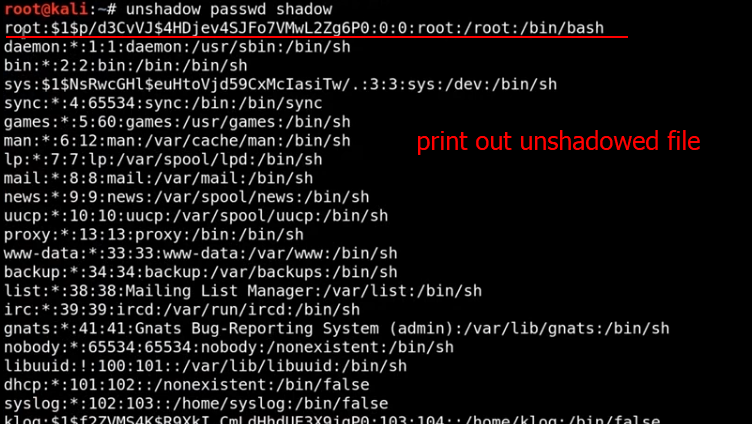 root@kali:~# unshadow passwd shadow
root:$1$p/d3CvVJ$4HDjev4SJFo7VMwL2Zg6P0:0:0:root:/root:/bin/bash
daemon:*:1:1:daemon:/usr/sbin:/bin/sh
bin:*:2:2:bin:/bin:/bin/sh
sys:$1$NsRwcGHl$euHtoVjd59CxMcIasiTw/.:3:3:sys:/dev:/bin/sh
sync:*:4:65534:sync:/bin:/bin/sync
games:*:5:60:games:/usr/games:/bin/sh
man:*:6:12:man:/var/cache/man:/bin/sh
print out unshadowed file
lp:*:7:7:lp:/var/spool/lpd:/bin/sh
mail:*:8:8:mail:/var/mail:/bin/sh
news:*:9:9:news:/var/spool/news:/bin/sh
uucp:*:10:10:uucp:/var/spool/uucp:/bin/sh
proxy:*:13:13:proxy:/bin:/bin/sh
www-data:*:33:33:www-data:/var/www:/bin/sh
backup:*:34:34:backup:/var/backups:/bin/sh
list:*:38:38:Mailing List Manager:/var/list:/bin/sh
irc:*:39:39:ircd:/var/run/ircd:/bin/sh
gnats:*:41:41:Gnats Bug-Reporting System (admin):/var/lib/gnats:/bin/sh
nobody:*:65534:65534:nobody:/nonexistent:/bin/sh
libuuid:!:100:101::/var/lib/libuuid:/bin/sh
dhcp:*:101:102::/nonexistent:/bin/false
syslog:*:102:103::/home/syslog:/bin/false
:103:104::/home/klog:/bin/false